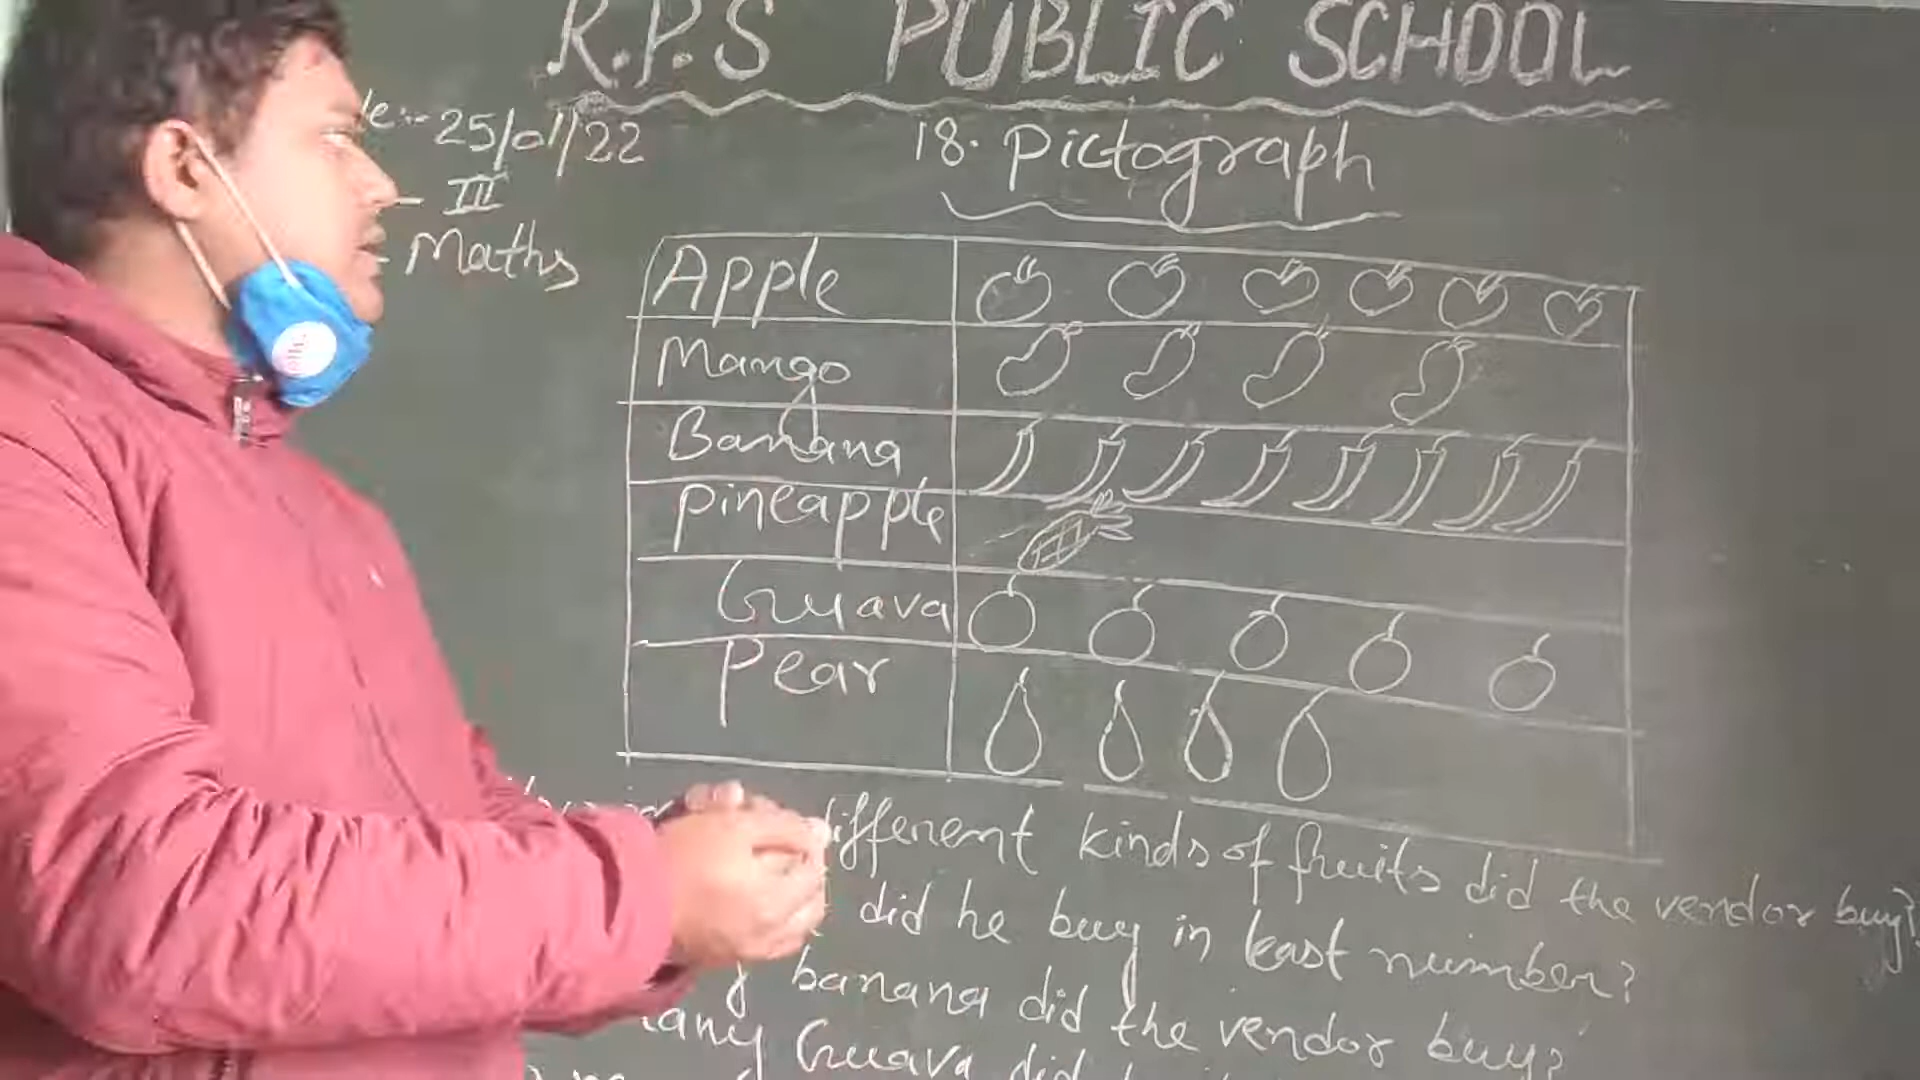 R.P.S PUBLIC SCHOOL
25/01/22
18. Pictograph
III
Maths
Apple
Mango
Banana
Pineapple
Guava
Pear
different kinds of fruits did the vendor buy?
did he buy in least number?
banana did the vendor buy?
Guava did